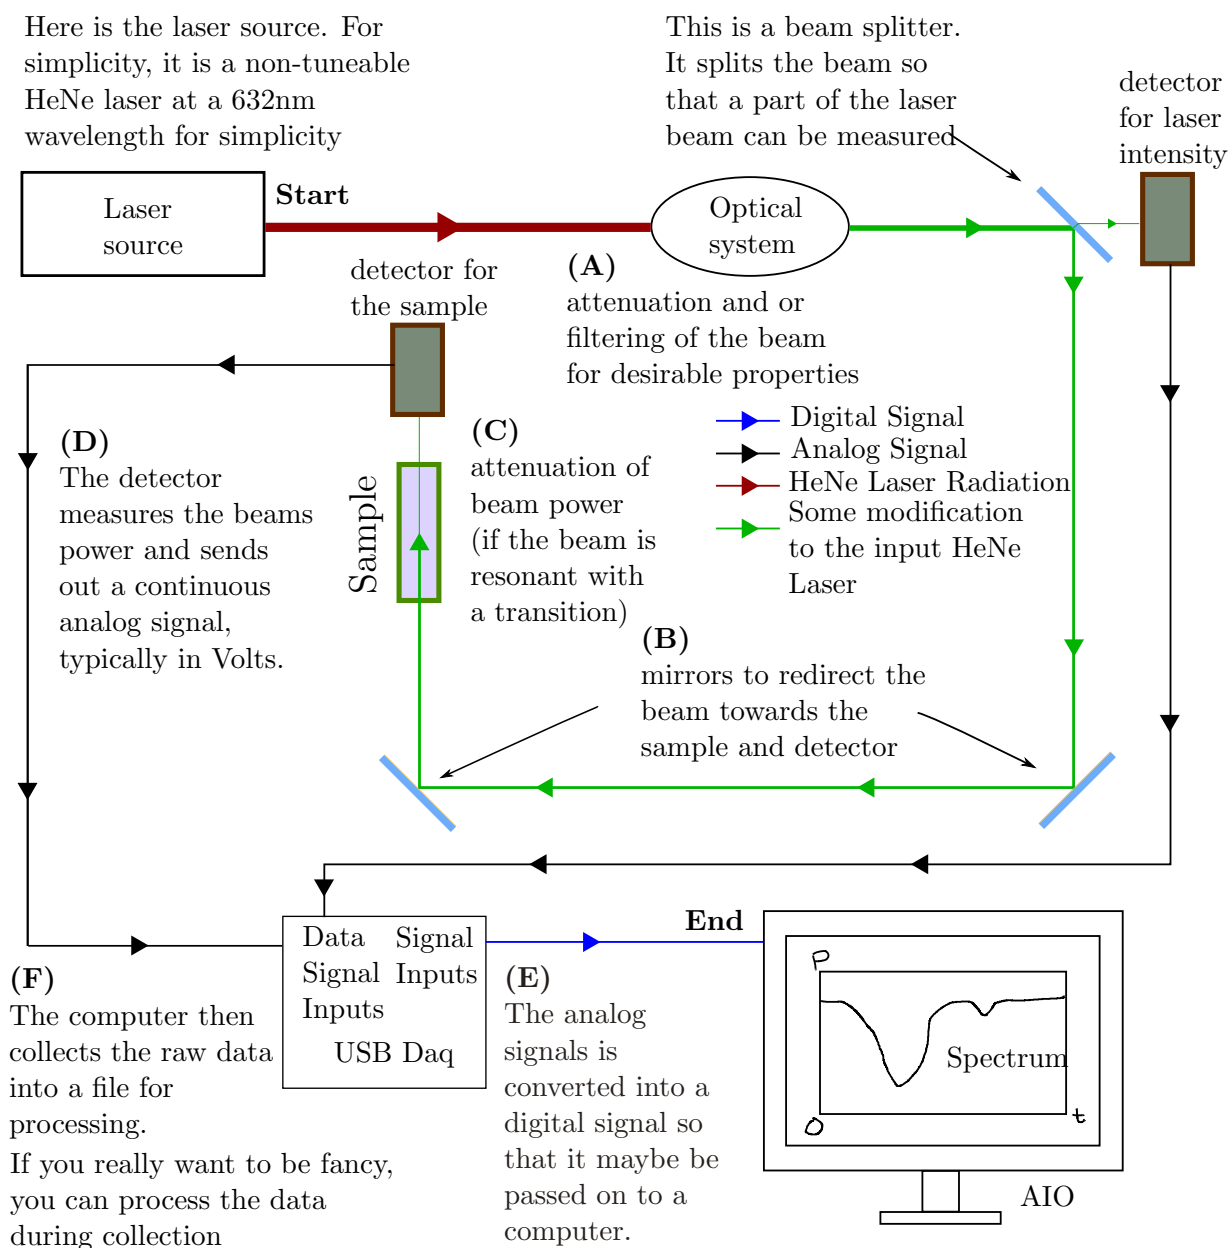 Here is the laser source. For
simplicity, it is a non-tuneable
HeNe laser at a 632nm
wavelength for simplicity
This is a beam splitter.
It splits the beam so
that a part of the laser
beam can be measured
detector
for laser
intensity
Laser
source
Start
Optical
system
detector for
the sample
(A)
attenuation and or
filtering of the beam
for desirable properties
Digital Signal
Analog Signal
HeNe Laser Radiation
Some modification
to the input HeNe
Laser
(C)
attenuation of
beam power
(if the beam is
resonant with
a transition)
Sample
(D)
The detector
measures the beams
power and sends
out a continuous
analog signal,
typically in Volts.
(B)
mirrors to redirect the
beam towards the
sample and detector
Data
Signal
Inputs
Signal
Inputs
USB Daq
End
(E)
The analog
signals is
converted into a
digital signal so
that it maybe be
passed on to a
computer.
(F)
The computer then
collects the raw data
into a file for
processing.
If you really want to be fancy,
you can process the data
during collection
P
Spectrum
O
t
AIO